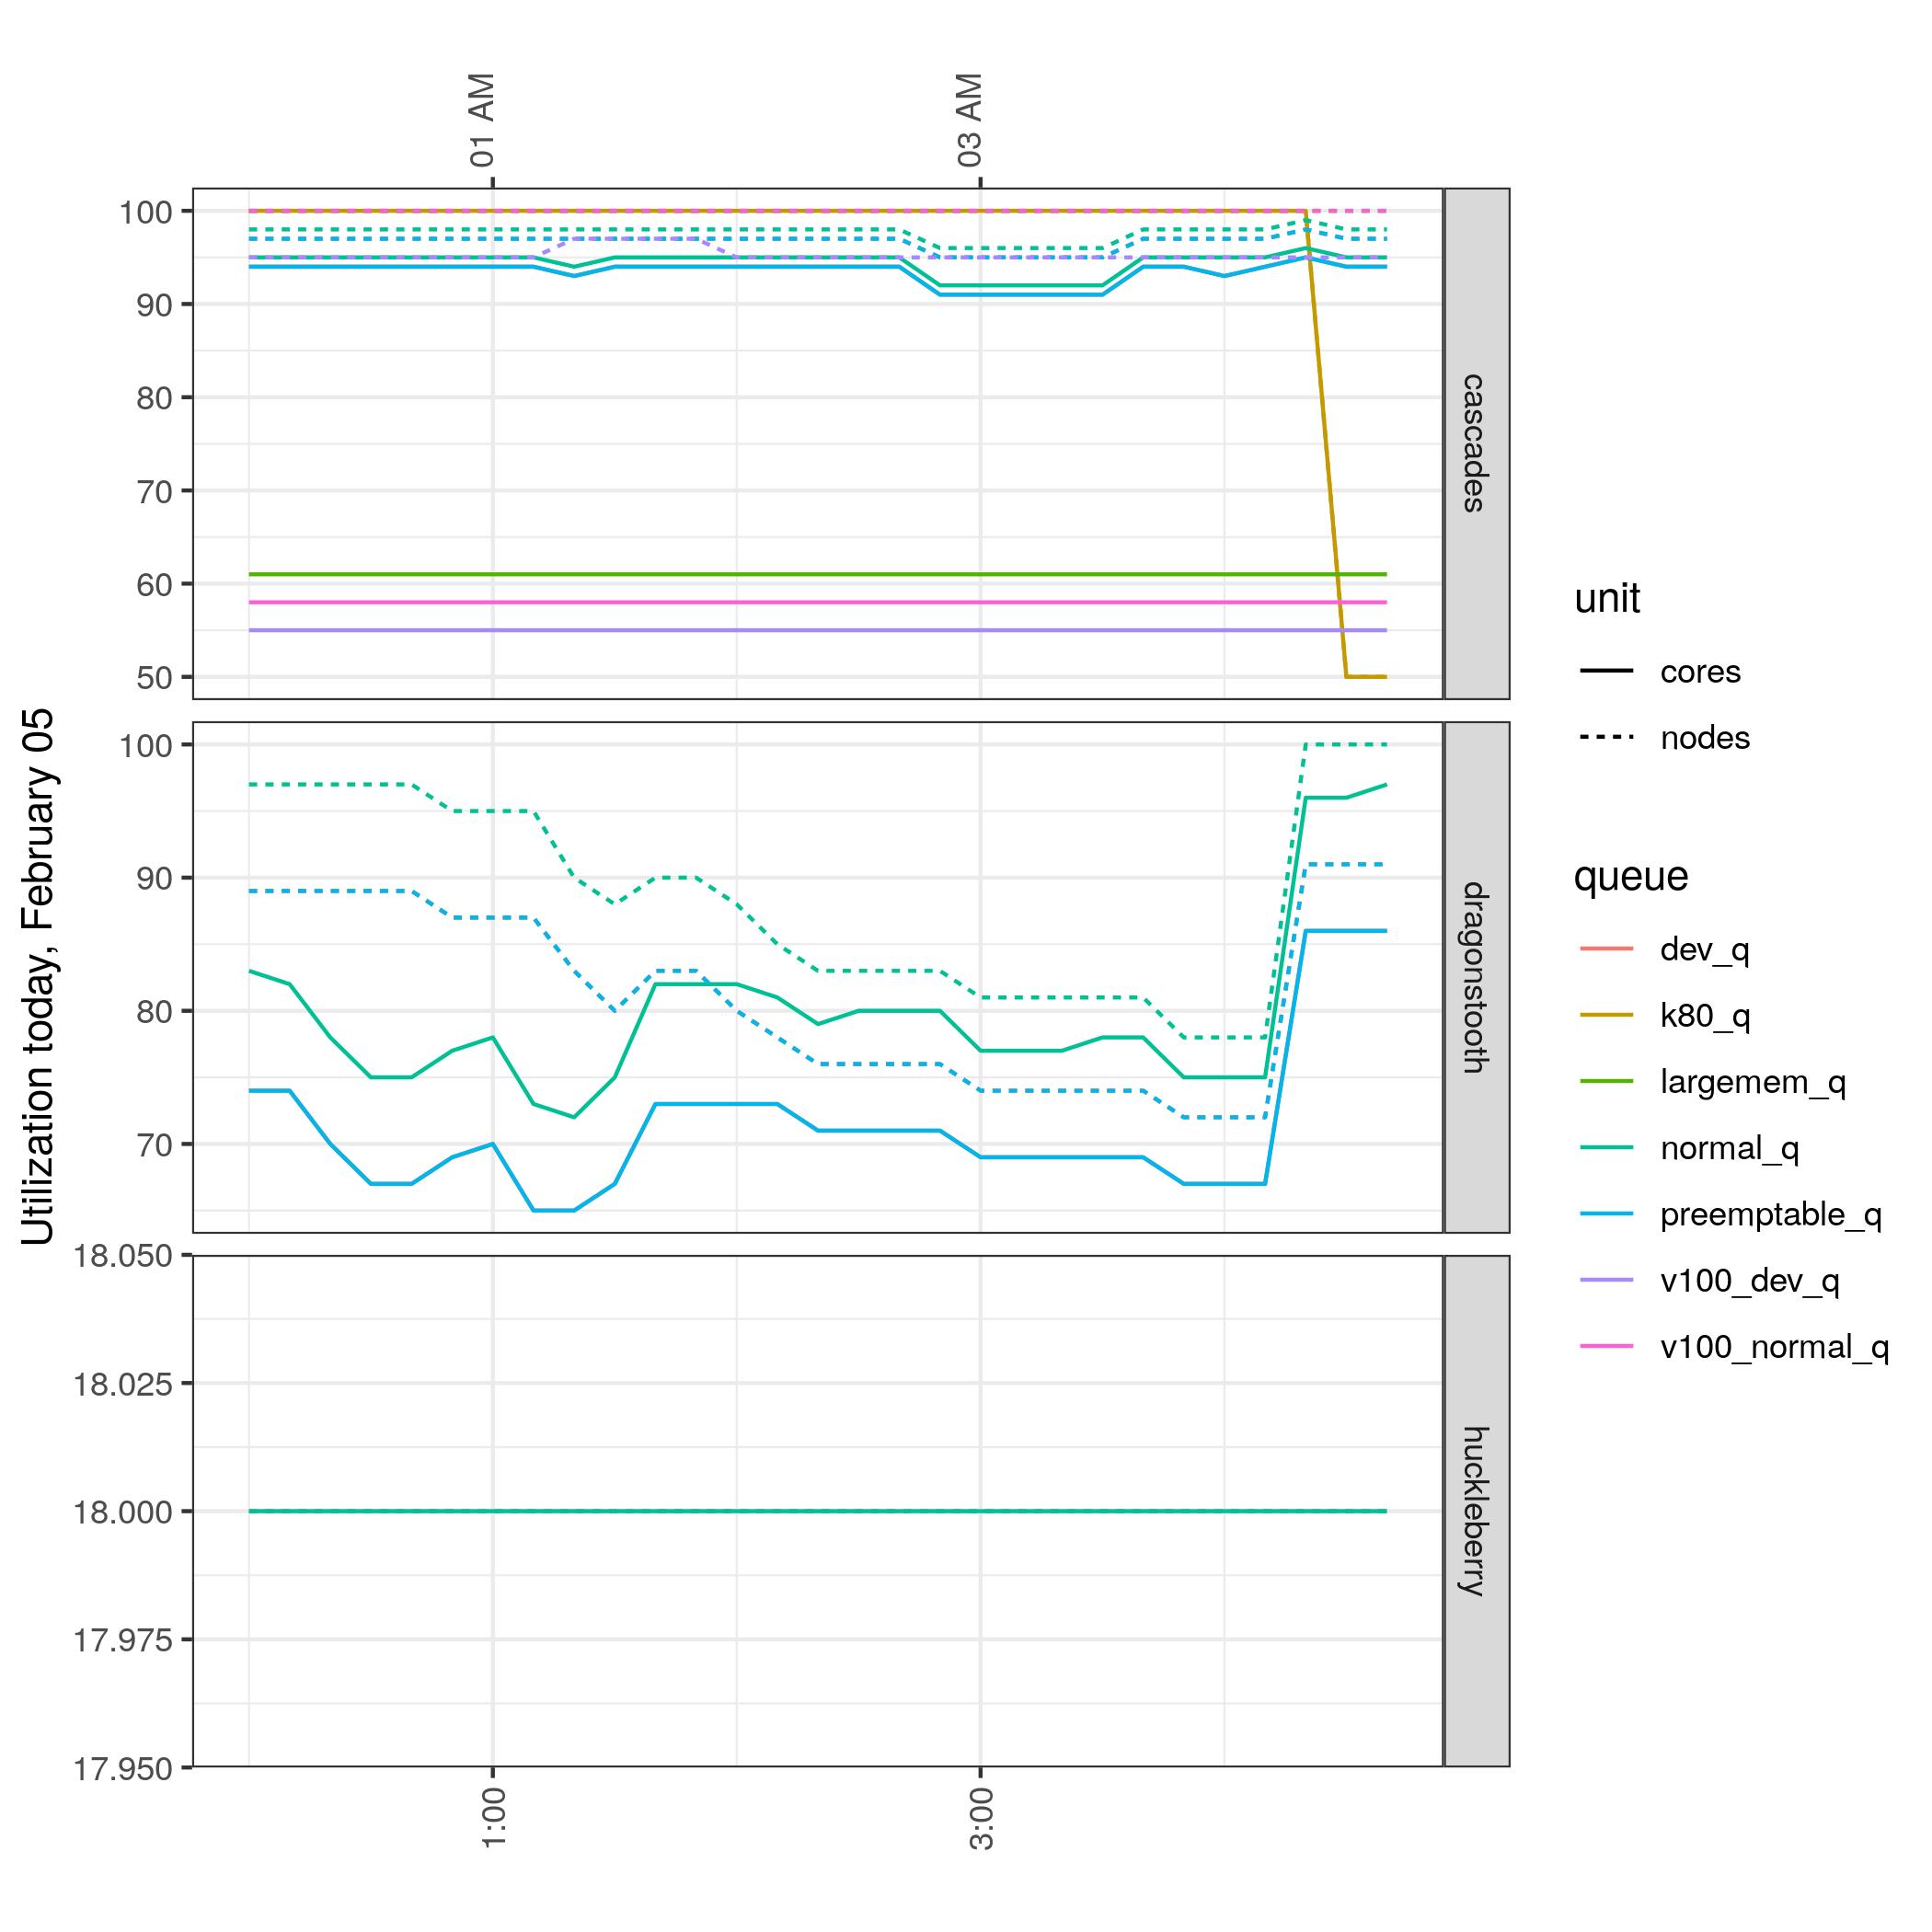 01 AM
03 AM
100
90
80
70
60
50
cascades
Utilization today, February 05
100
90
80
70
dragonstooth
18.050
18.025
18.000
17.975
17.950
huckleberry
1:00
3:00
unit
cores
nodes
queue
dev_q
k80_q
largemem_q
normal_q
preemptable_q
v100_dev_q
v100_normal_q